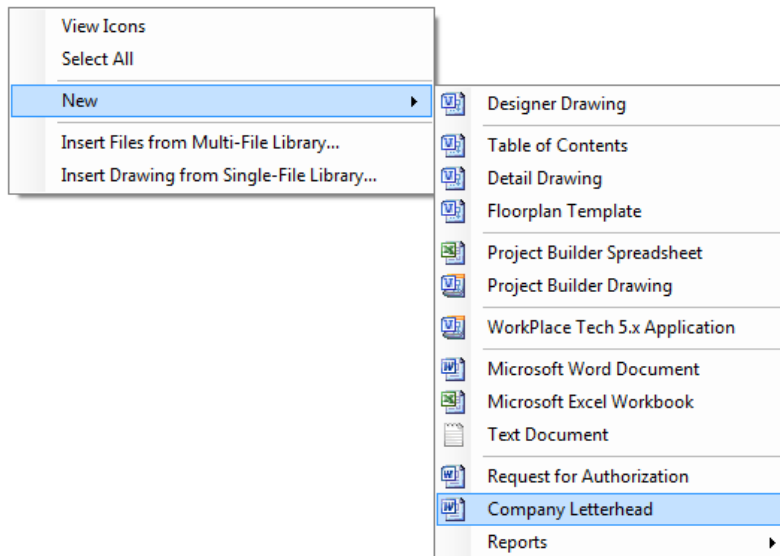 View Icons
Select All
New
Insert Files from Multi-File Library...
Insert Drawing from Single-File Library...
Designer Drawing
Table of Contents
Detail Drawing
Floorplan Template
Project Builder Spreadsheet
Project Builder Drawing
WorkPlace Tech 5.x Application
Microsoft Word Document
Microsoft Excel Workbook
Text Document
Request for Authorization
Company Letterhead
Reports